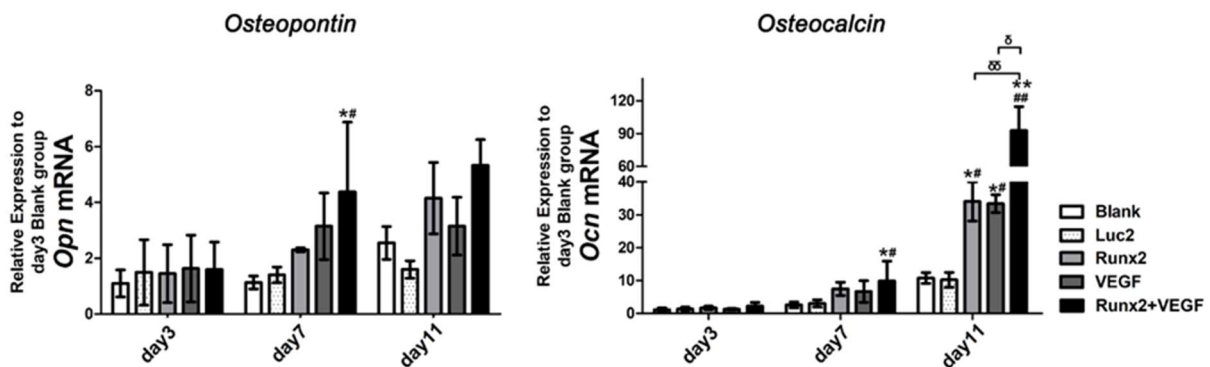 Osteopontin
Relative Expression to
day3 Blank group
Opn mRNA
8
6
4
2
0
*#
day3
day7
day11
Osteocalcin
Relative Expression to
day3 Blank group
Ocn mRNA
120
90
60
40
30
20
10
0
*#
*#
*#
δδ
δ
**
##
day3
day7
day11
Blank
Luc2
Runx2
VEGF
Runx2+VEGF